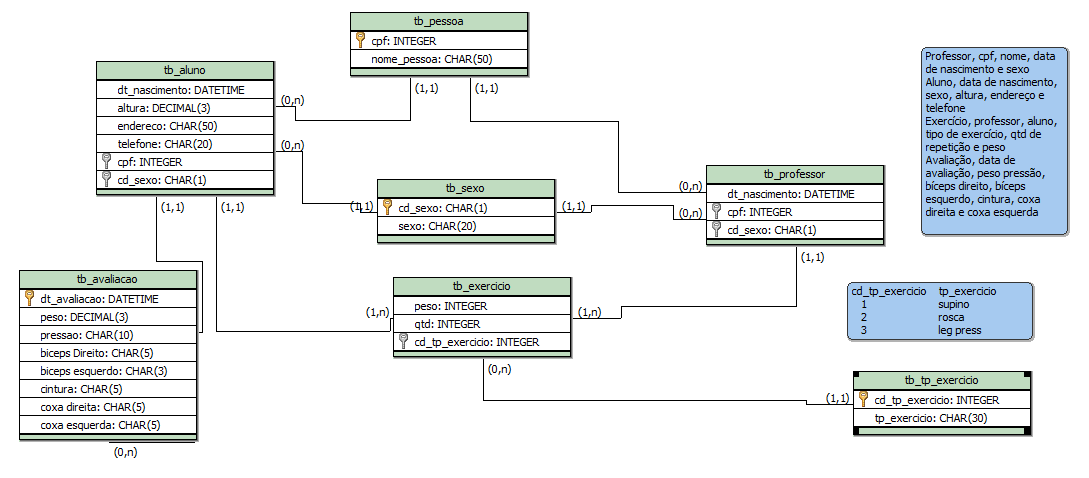 tb_pessoa
cpf: INTEGER
nome_pessoa: CHAR(50)
(1,1)
(1,1)
tb_aluno
dt_nascimento: DATETIME
altura: DECIMAL(3)
endereco: CHAR(50)
telefone: CHAR(20)
cpf: INTEGER
cd_sexo: CHAR(1)
(0,n)
(0,n)
(1,1)
(1,1)
Professor, cpf, nome, data
de nascimento e sexo
Aluno, data de nascimento,
sexo, altura, endereço e
telefone
Exercício, professor, aluno,
tipo de exercício, qtd de
repetição e peso
Avaliação, data de
avaliação, peso pressão,
bíceps direito, bíceps
esquerdo, cintura, coxa
direita e coxa esquerda
tb_sexo
cd_sexo: CHAR(1)
sexo: CHAR(20)
(1,1)
(1,1)
tb_professor
dt_nascimento: DATETIME
cpf: INTEGER
cd_sexo: CHAR(1)
(0,n)
(0,n)
(1,1)
tb_avaliacao
dt_avaliacao: DATETIME
peso: DECIMAL(3)
pressao: CHAR(10)
biceps Direito: CHAR(5)
biceps esquerdo: CHAR(3)
cintura: CHAR(5)
coxa direita: CHAR(5)
coxa esquerda: CHAR(5)
(0,n)
tb_exercicio
peso: INTEGER
qtd: INTEGER
cd_tp_exercicio: INTEGER
(1,n)
(1,n)
(0,n)
cd_tp_exercicio tp_exercicio
1 supino
2 rosca
3 leg press
tb_tp_exercicio
cd_tp_exercicio: INTEGER
tp_exercicio: CHAR(30)
(1,1)